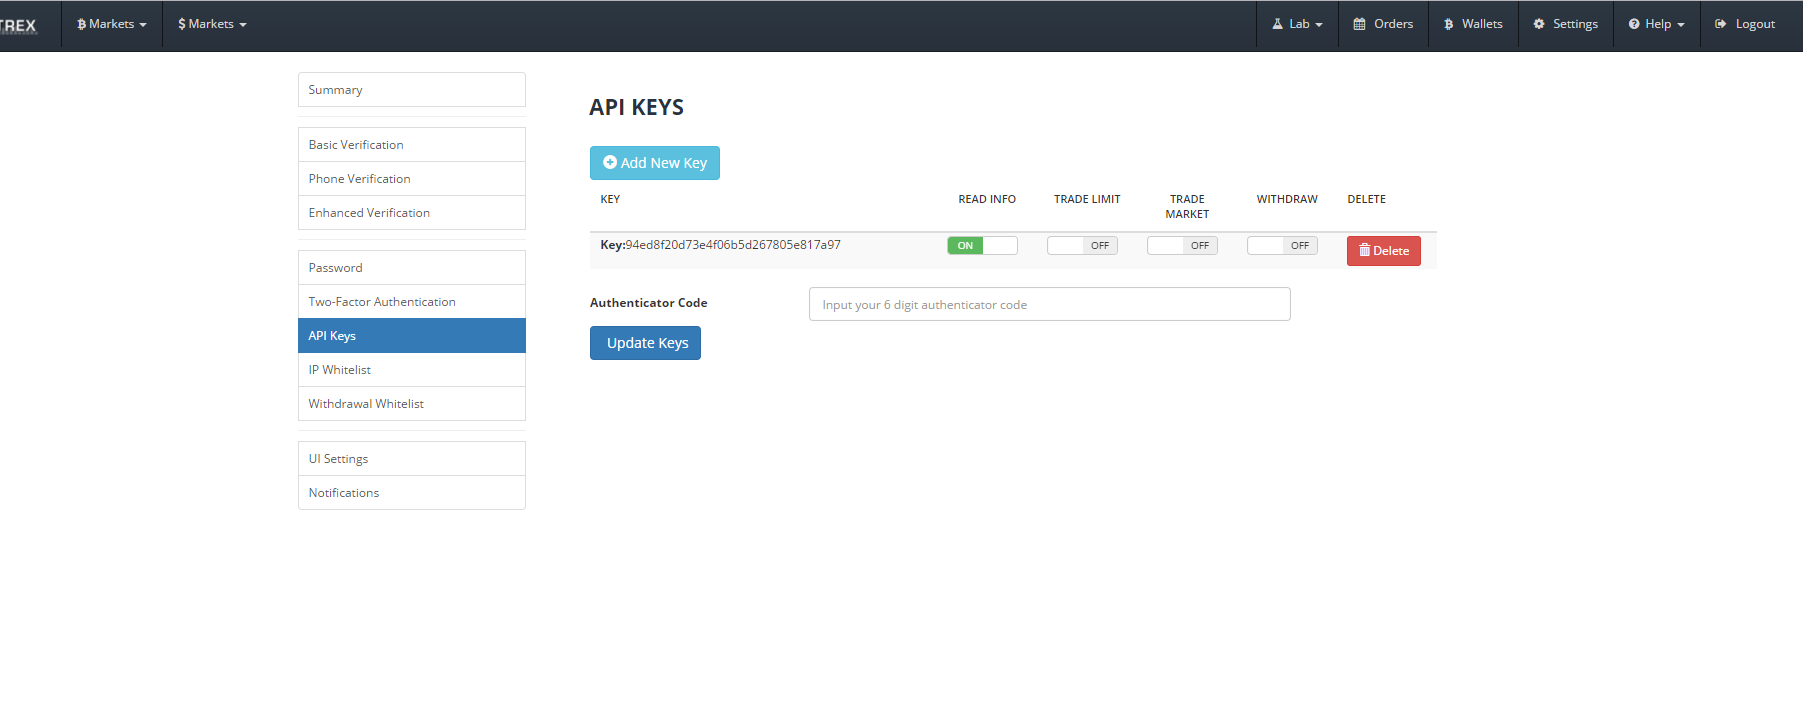 TREX
Markets
$ Markets
Lab
Orders
Wallets
Settings
Help
Logout
Summary
Basic Verification
Phone Verification
Enhanced Verification
Password
Two-Factor Authentication
API Keys
IP Whitelist
Withdrawal Whitelist
UI Settings
Notifications
API KEYS
Add New Key
KEY
READ INFO
TRADE LIMIT
TRADE
MARKET
WITHDRAW
DELETE
Key:94ed8f20d73e4f06b5d267805e817a97
ON
OFF
OFF
OFF
Delete
Authenticator Code
Input your 6 digit authenticator code
Update Keys